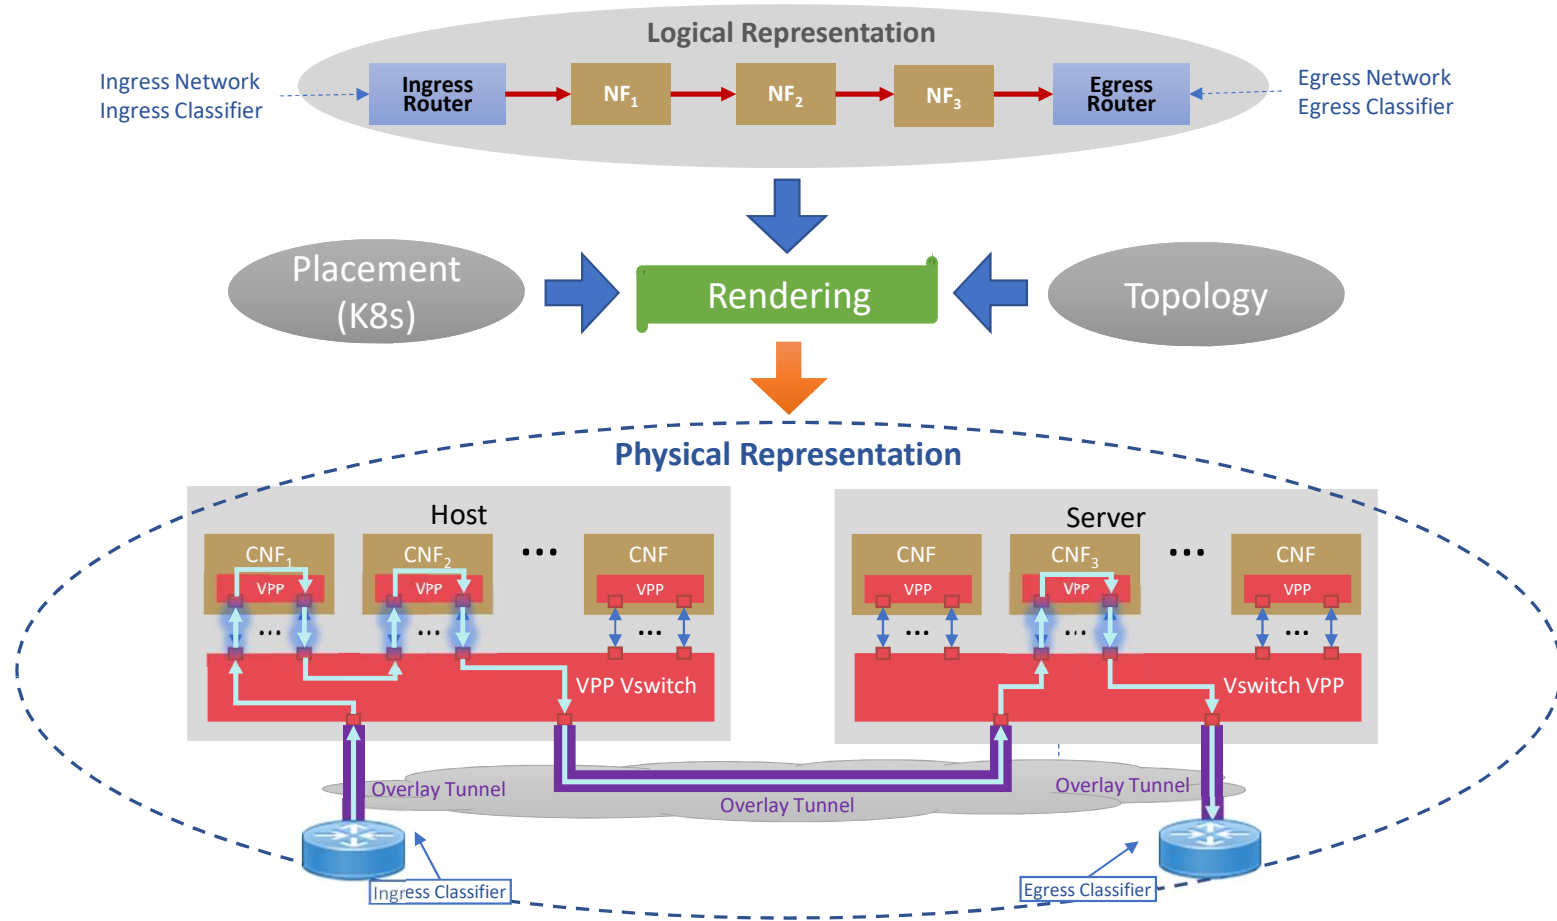 Logical Representation
Ingress Network
Ingress Classifier
Ingress
Router
NF1
NF2
NF3
Egress
Router
Egress Network
Egress Classifier
Placement
(K8s)
Rendering
Topology
Physical Representation
Host
CNF1
VPP
...
CNF2
VPP
...
...
CNF
VPP
...
VPP Vswitch
Server
CNF
VPP
...
CNF3
VPP
...
...
CNF
VPP
...
Vswitch VPP
Overlay Tunnel
Overlay Tunnel
Overlay Tunnel
Ingress Classifier
Egress Classifier